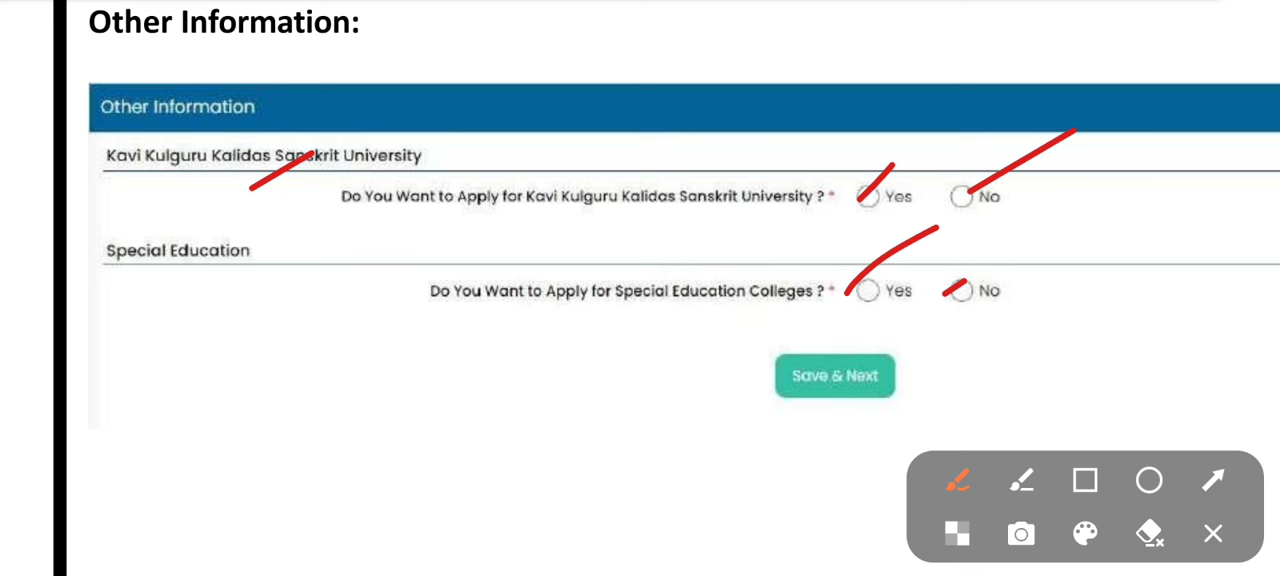 Other Information:
Other Information
Kavi Kulguru Kalidas Sanskrit University
Do You Want to Apply for Kavi Kulguru Kalidas Sanskrit University ? * Yes No
Special Education
Do You Want to Apply for Special Education Colleges ? * Yes No
Save & Next